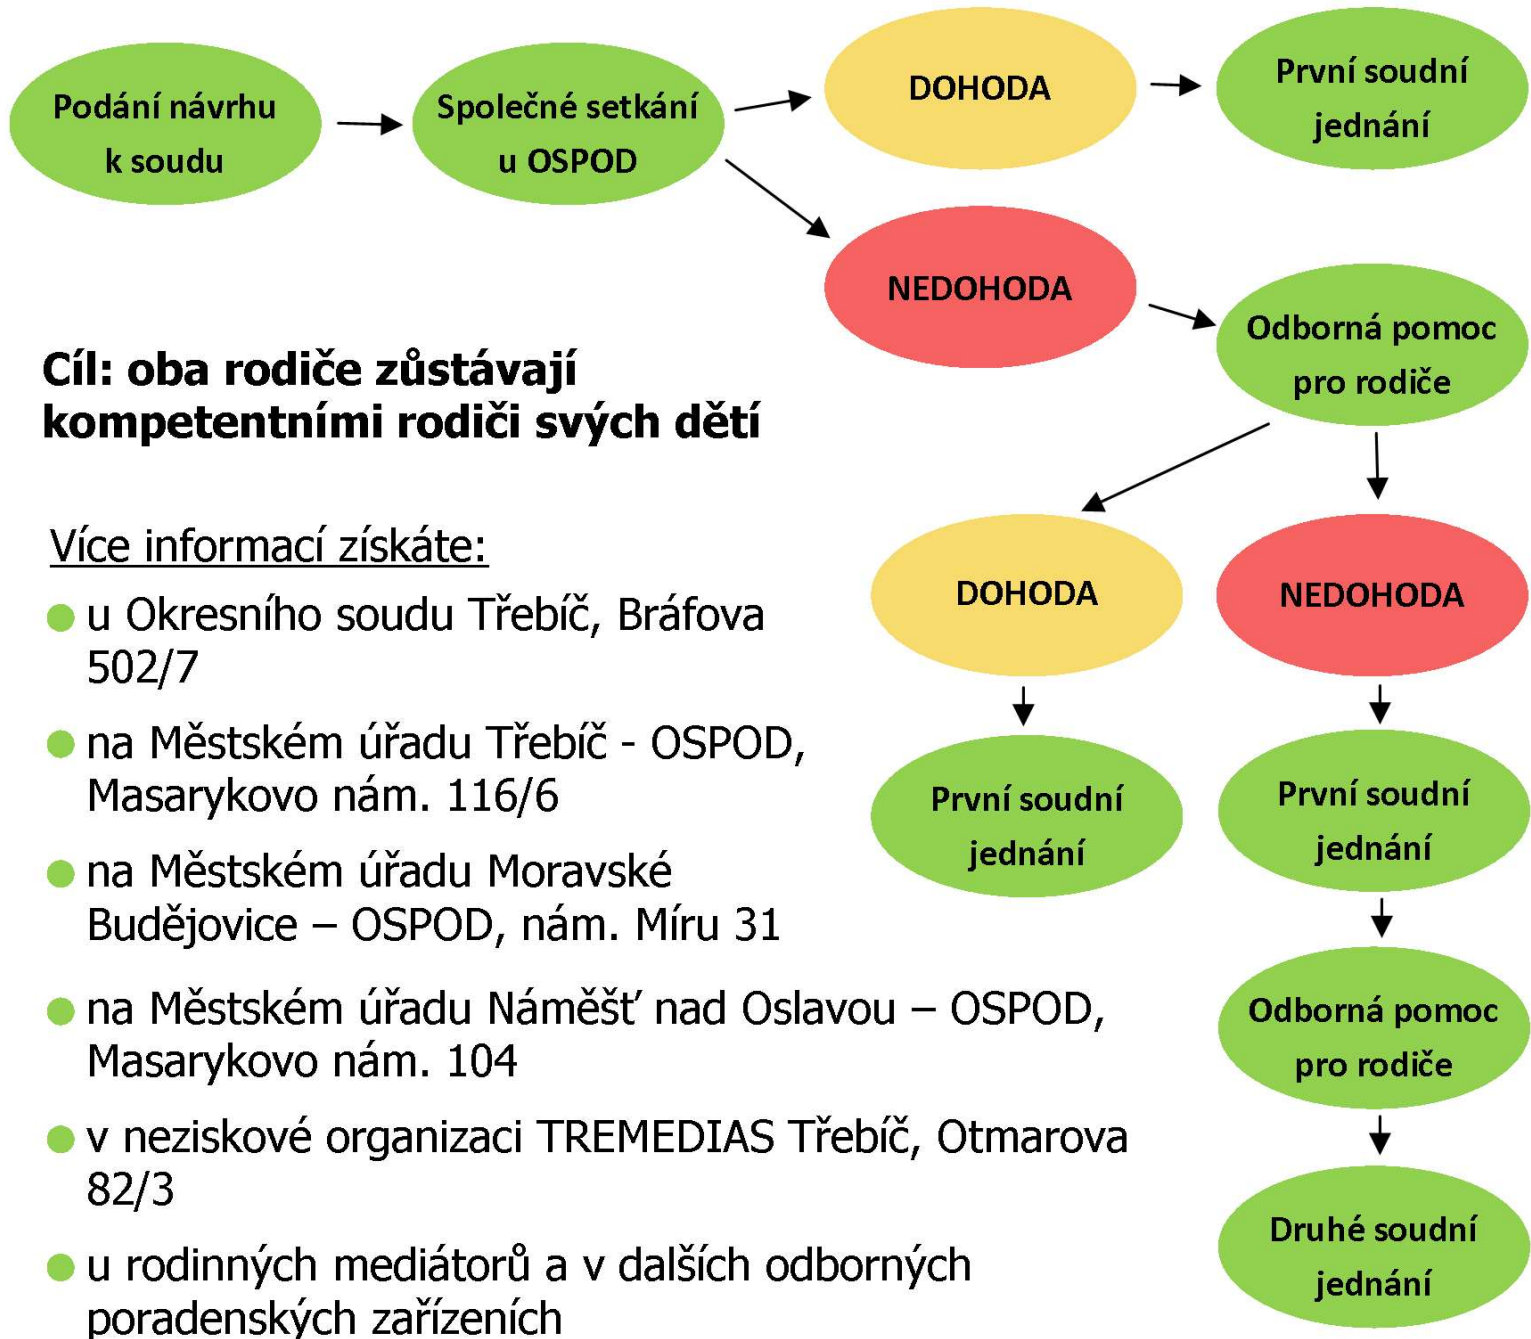 Podání návrhu
k soudu
Společné setkání
u OSPOD
DOHODA
První soudní
jednání
NEDOHODA
Odborná pomoc
pro rodiče
Cíl: oba rodiče zůstávají
kompetentními rodiči svých dětí
DOHODA
NEDOHODA
První soudní
jednání
První soudní
jednání
Odborná pomoc
pro rodiče
Druhé soudní
jednání
Více informací získáte:
u Okresního soudu Třebíč, Bráfova
502/7
na Městském úřadu Třebíč - OSPOD,
Masarykovo nám. 116/6
na Městském úřadu Moravské
Budějovice – OSPOD, nám. Míru 31
na Městském úřadu Náměšť nad Oslavou – OSPOD,
Masarykovo nám. 104
v neziskové organizaci TREMEDIAS Třebíč, Otmarova
82/3
u rodinných mediátorů a v dalších odborných
poradenských zařízeních